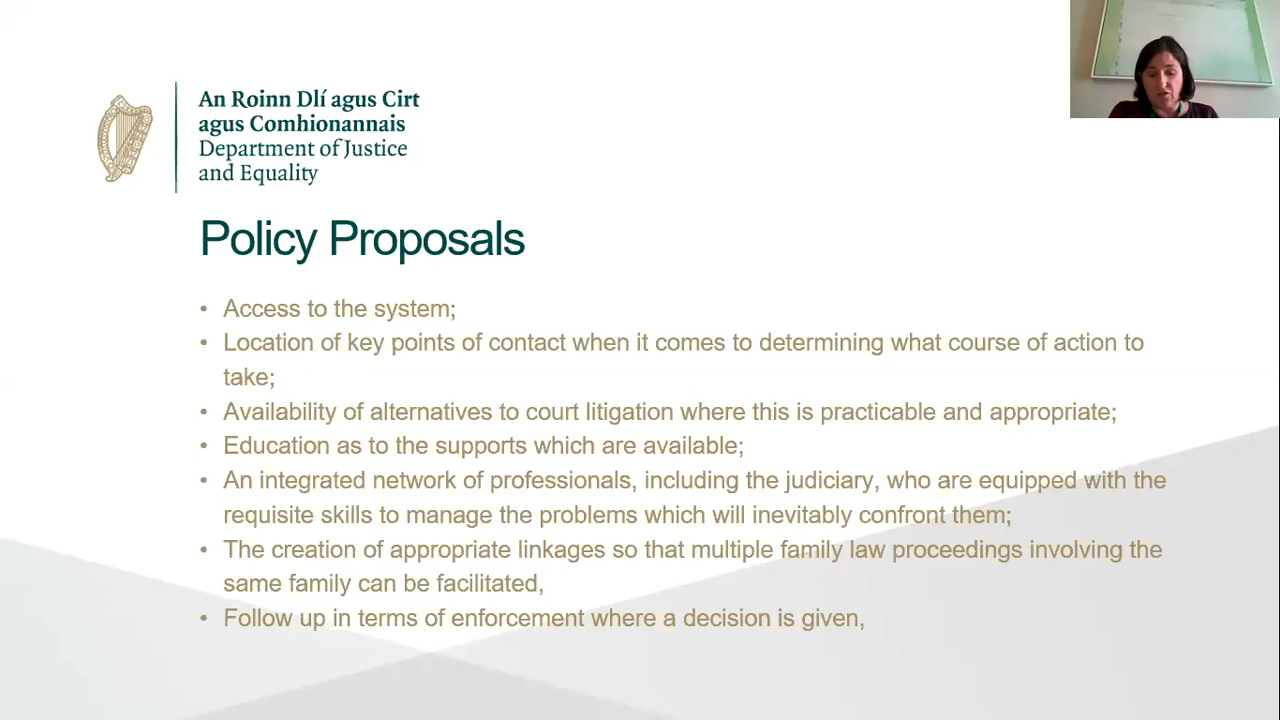 An Roinn Dlí agus Cirt
agus Comhionannais
Department of Justice
and Equality
Policy Proposals
• Access to the system;
• Location of key points of contact when it comes to determining what course of action to
take;
• Availability of alternatives to court litigation where this is practicable and appropriate;
• Education as to the supports which are available;
• An integrated network of professionals, including the judiciary, who are equipped with the
requisite skills to manage the problems which will inevitably confront them;
• The creation of appropriate linkages so that multiple family law proceedings involving the
same family can be facilitated,
• Follow up in terms of enforcement where a decision is given,